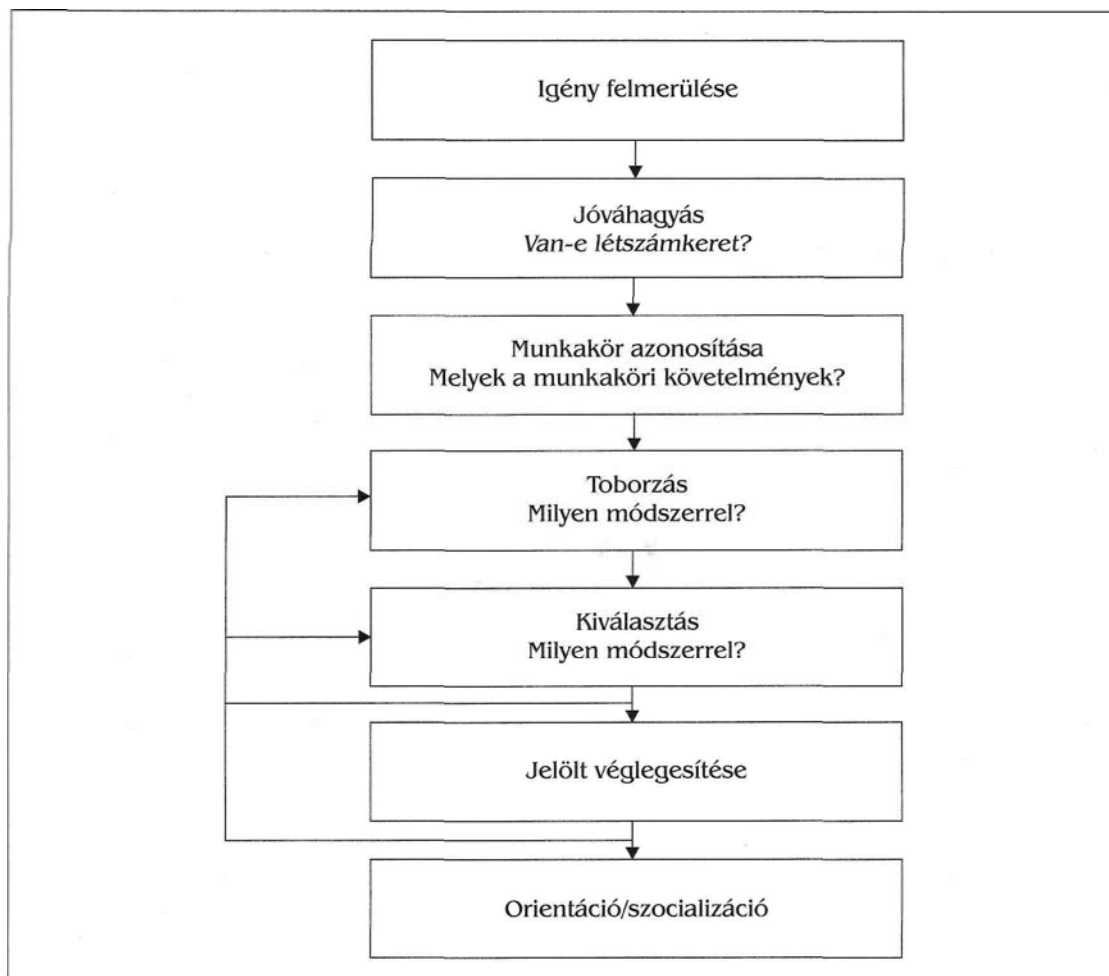 Igény felmerülése
Jóváhagyás
Van-e létszámkeret?
Munkakör azonosítása
Melyek a munkaköri követelmények?
Toborzás
Milyen módszerrel?
Kiválasztás
Milyen módszerrel?
Jelölt véglegesítése
Orientáció/szocializáció